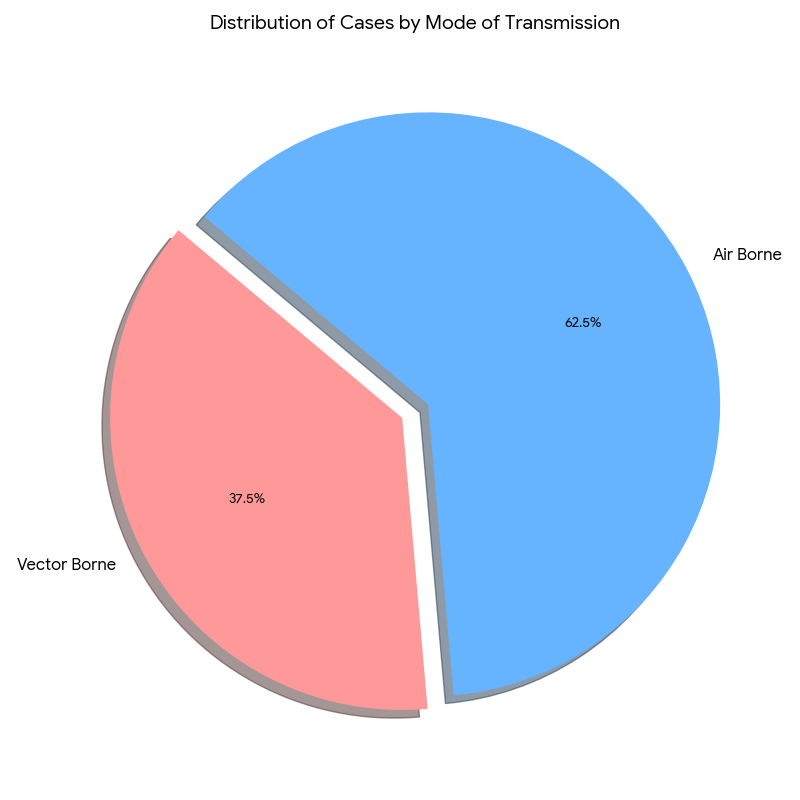 Distribution of Cases by Mode of Transmission
Air Borne
62.5%
37.5%
Vector Borne